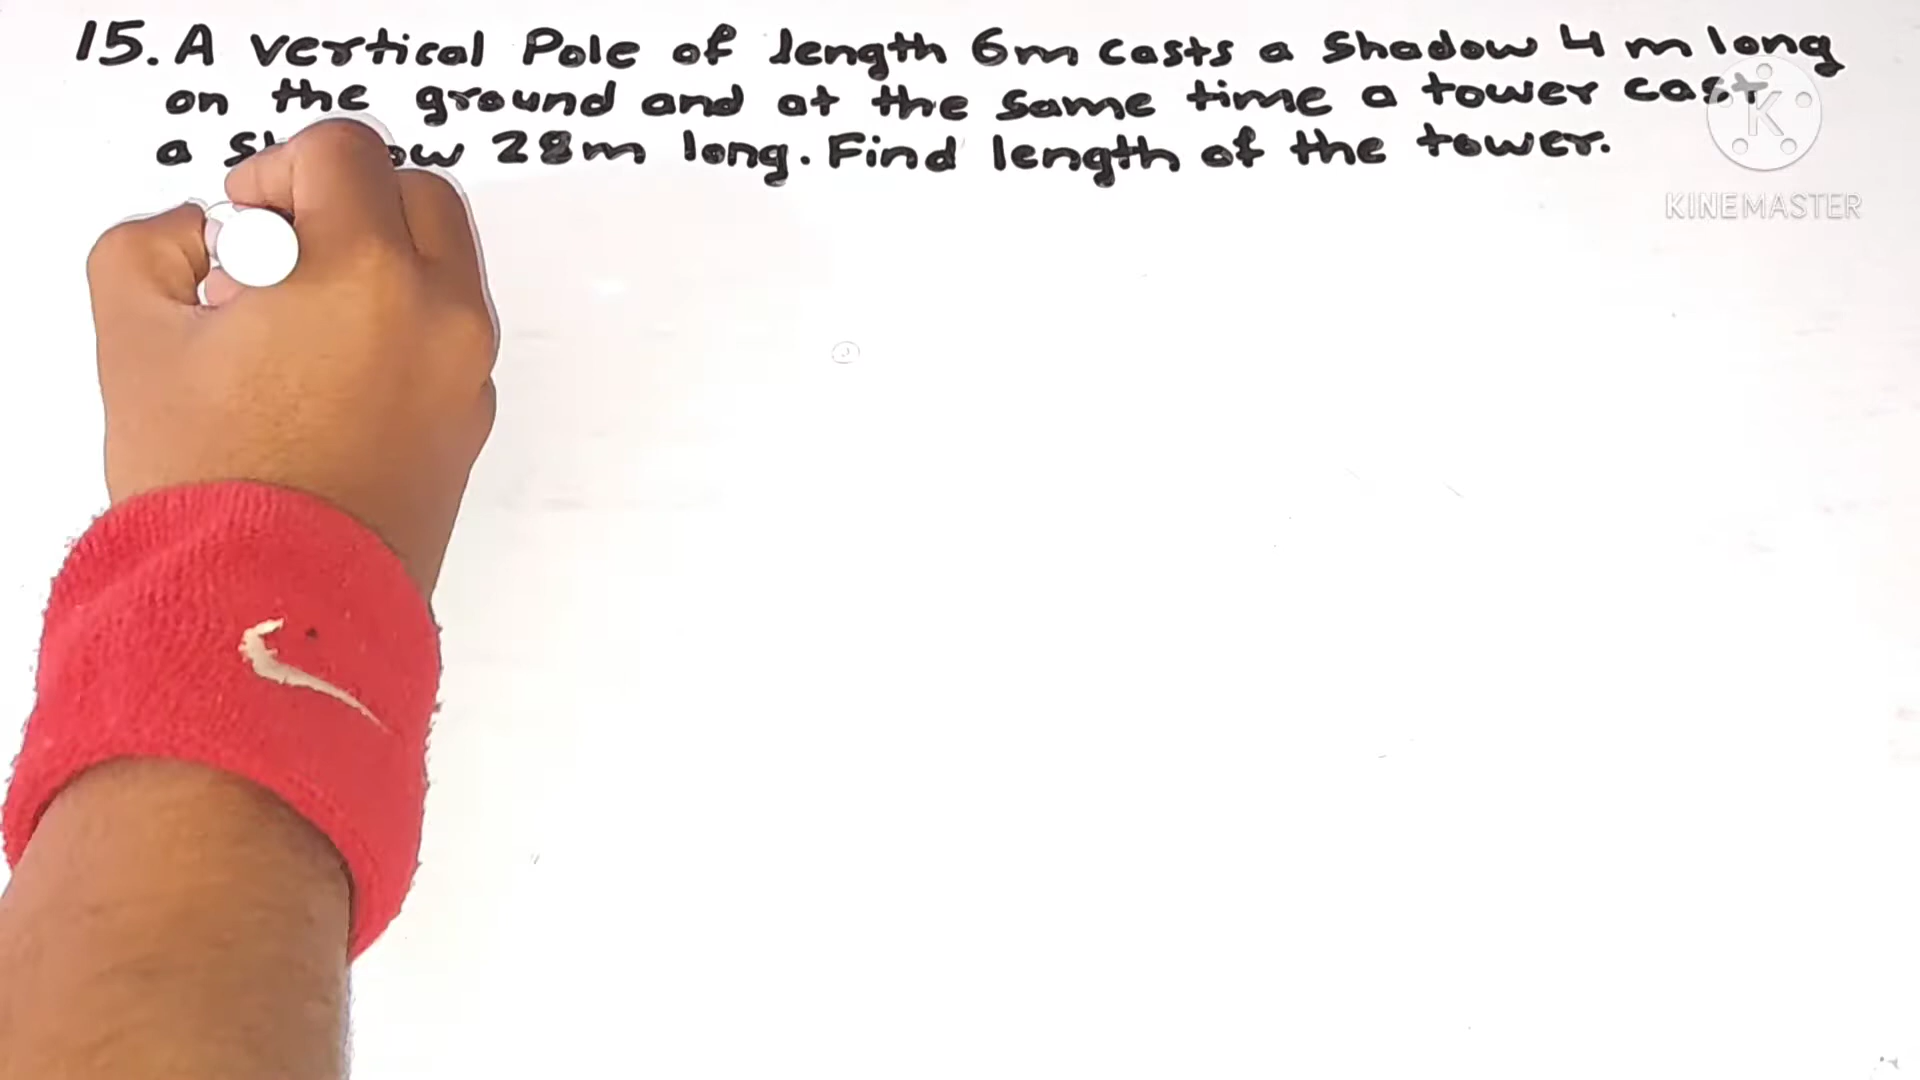 15. A vertical Pole of length 6m casts a Shadow 4 m long
on the ground and at the same time a tower cast
a 28m long. Find length of the tower.
K
KINEMASTER